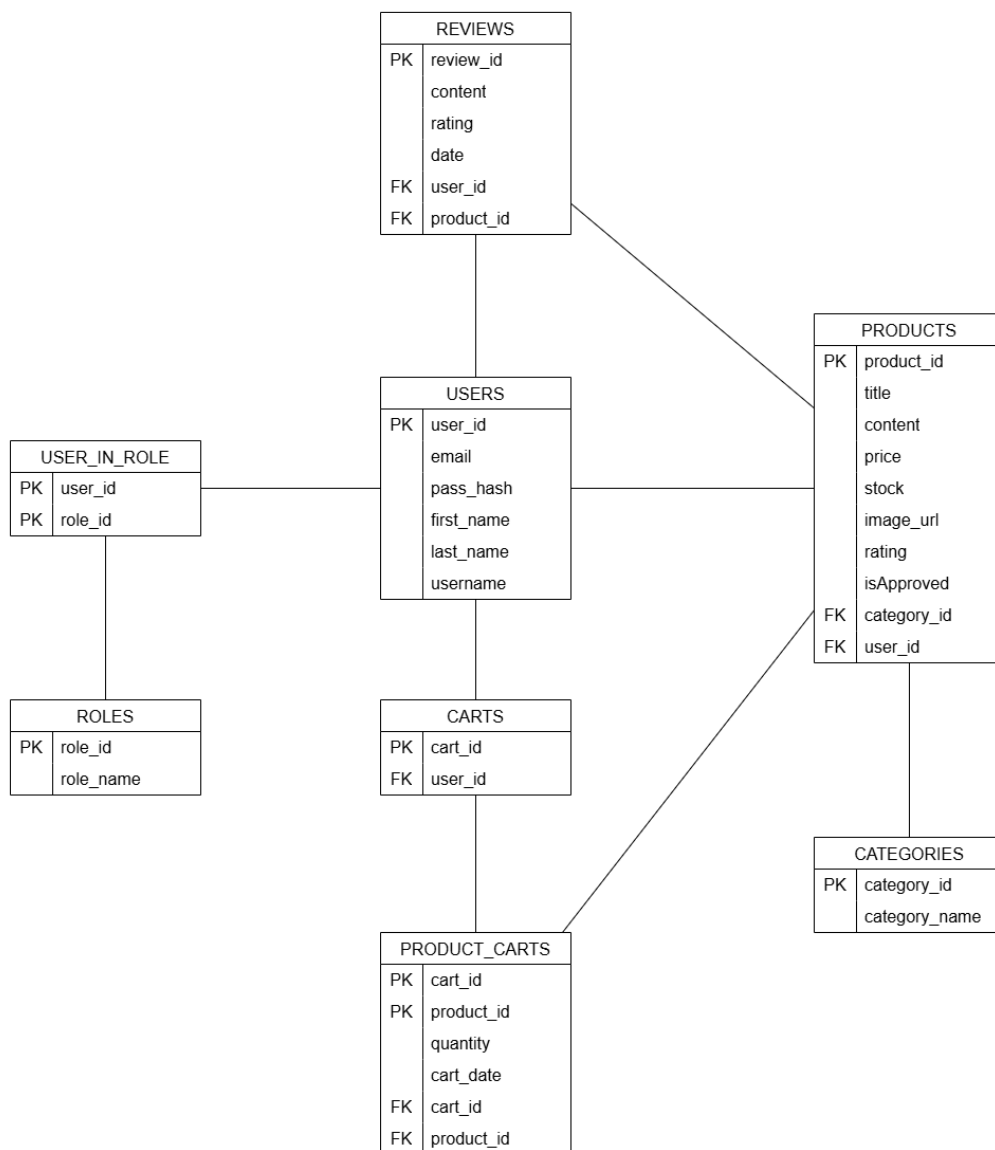 REVIEWS
PK review_id
content
rating
date
FK user_id
FK product_id
PRODUCTS
PK product_id
title
content
price
stock
image_url
rating
isApproved
FK category_id
FK user_id
USERS
PK user_id
email
pass_hash
first_name
last_name
username
USER_IN_ROLE
PK user_id
PK role_id
ROLES
PK role_id
role_name
CARTS
PK cart_id
FK user_id
CATEGORIES
PK category_id
category_name
PRODUCT_CARTS
PK cart_id
PK product_id
quantity
cart_date
FK cart_id
FK product_id